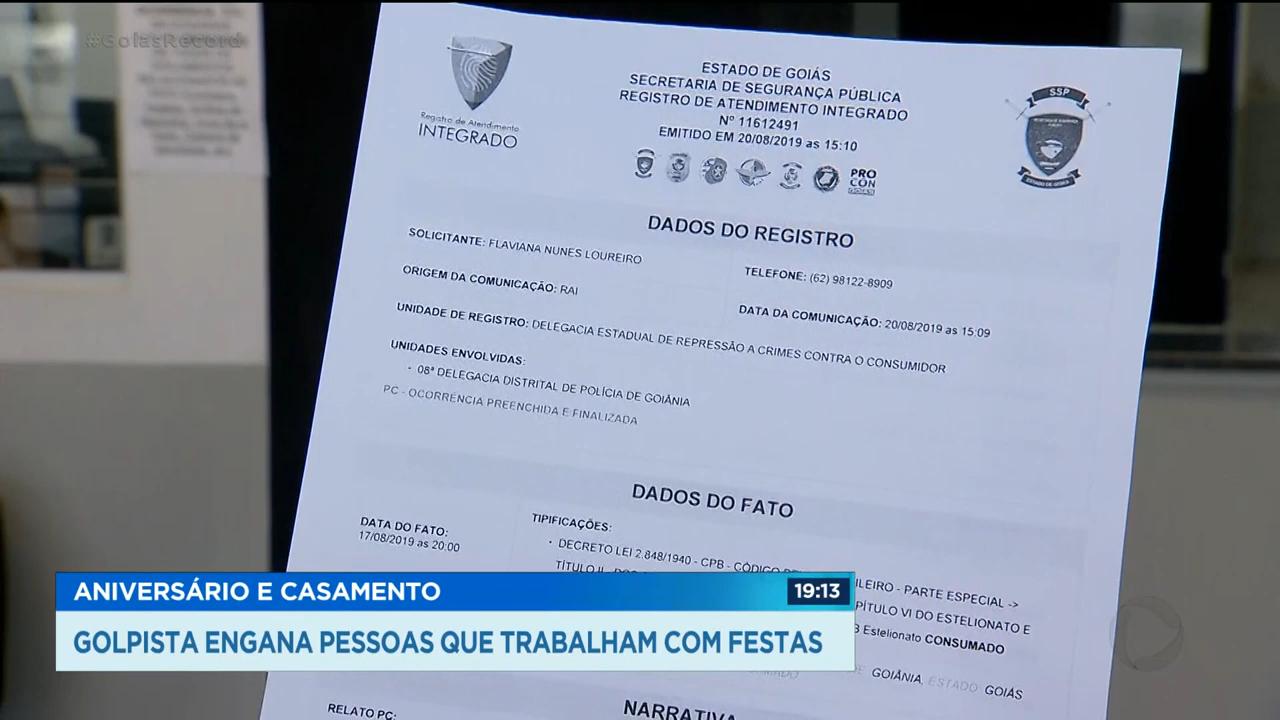 #GoiásRecord
Registro de Atendimento
INTEGRADO
ESTADO DE GOIÁS
SECRETARIA DE SEGURANÇA PÚBLICA
REGISTRO DE ATENDIMENTO INTEGRADO
Nº 11612491
EMITIDO EM 20/08/2019 as 15:10
PRO
CON
GOIÁS
SSP
ESTADO DE GOIÁS
DADOS DO REGISTRO
SOLICITANTE: FLAVIANA NUNES LOUREIRO
TELEFONE: (62) 98122-8909
ORIGEM DA COMUNICAÇÃO: RAI
DATA DA COMUNICAÇÃO: 20/08/2019 as 15:09
UNIDADE DE REGISTRO: DELEGACIA ESTADUAL DE REPRESSÃO A CRIMES CONTRA O CONSUMIDOR
UNIDADES ENVOLVIDAS:
- 08ª DELEGACIA DISTRITAL DE POLÍCIA DE GOIÂNIA
PC - OCORRENCIA PREENCHIDA E FINALIZADA
DADOS DO FATO
DATA DO FATO:
17/08/2019 as 20:00
TIPIFICAÇÕES:
- DECRETO LEI 2.848/1940 - CPB - CÓDIGO ILEIRO - PARTE ESPECIAL ->
TÍTULO II PÍTULO VI DO ESTELIONATO E
Estelionato CONSUMADO
GOIÂNIA, ESTADO GOIÁS
NARRATIVA
RELATO PC:
ANIVERSÁRIO E CASAMENTO
19:13
GOLPISTA ENGANA PESSOAS QUE TRABALHAM COM FESTAS